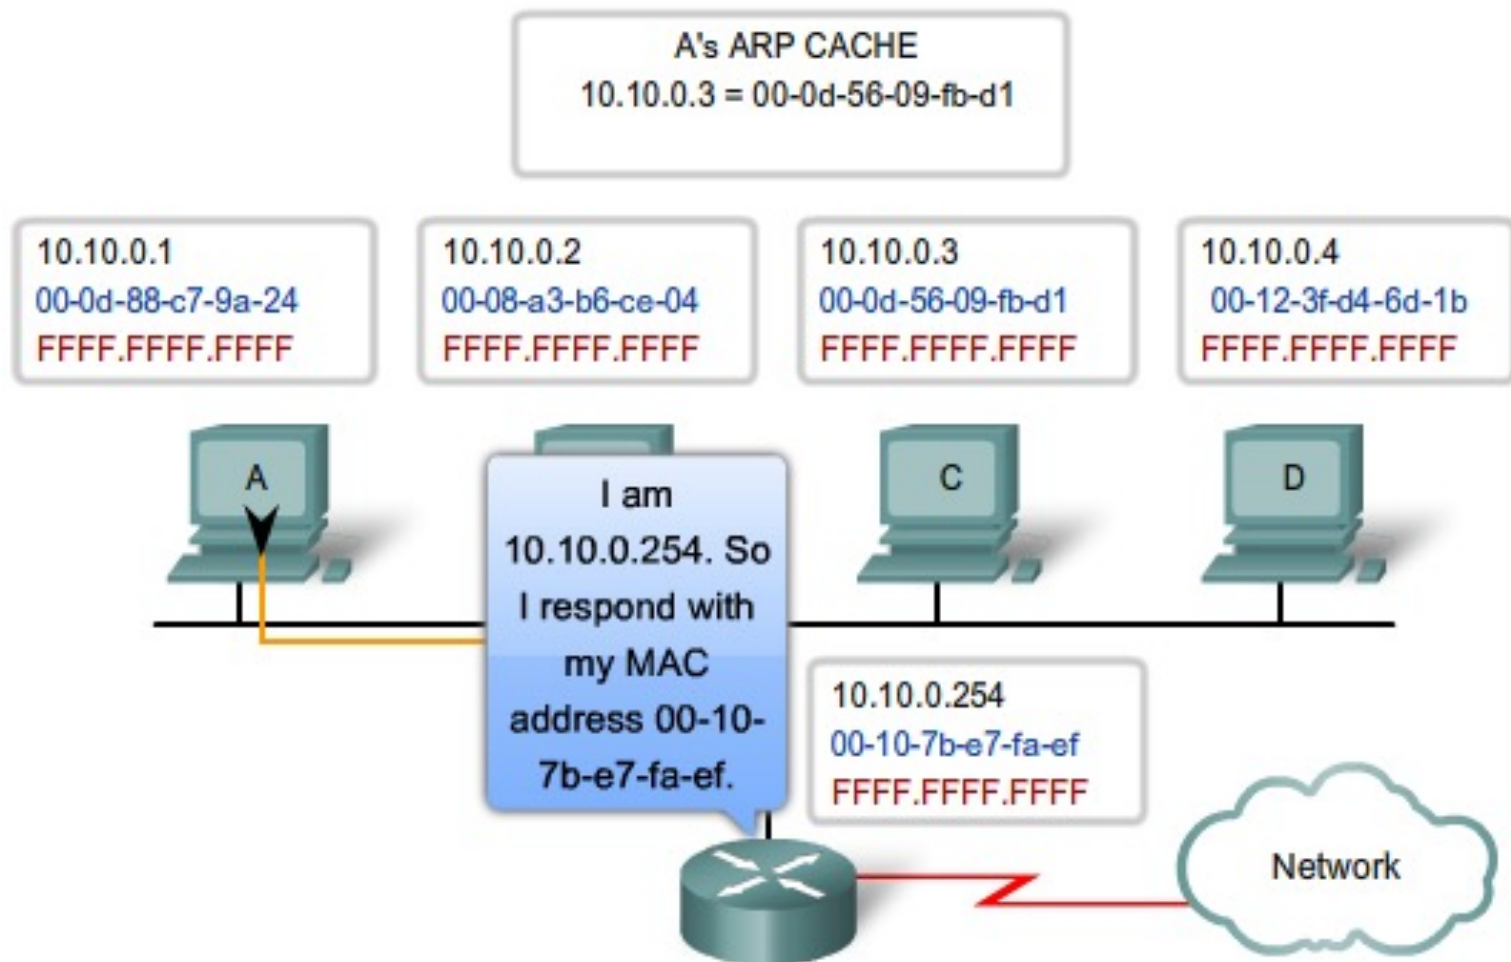 A's ARP CACHE
10.10.0.3 = 00-0d-56-09-fb-d1
10.10.0.1
00-0d-88-c7-9a-24
FFFF.FFFF.FFFF
10.10.0.2
00-08-a3-b6-ce-04
FFFF.FFFF.FFFF
10.10.0.3
00-0d-56-09-fb-d1
FFFF.FFFF.FFFF
10.10.0.4
00-12-3f-d4-6d-1b
FFFF.FFFF.FFFF
A
C
D
I am
10.10.0.254. So
I respond with
my MAC
address 00-10-
7b-e7-fa-ef.
10.10.0.254
00-10-7b-e7-fa-ef
FFFF.FFFF.FFFF
Network